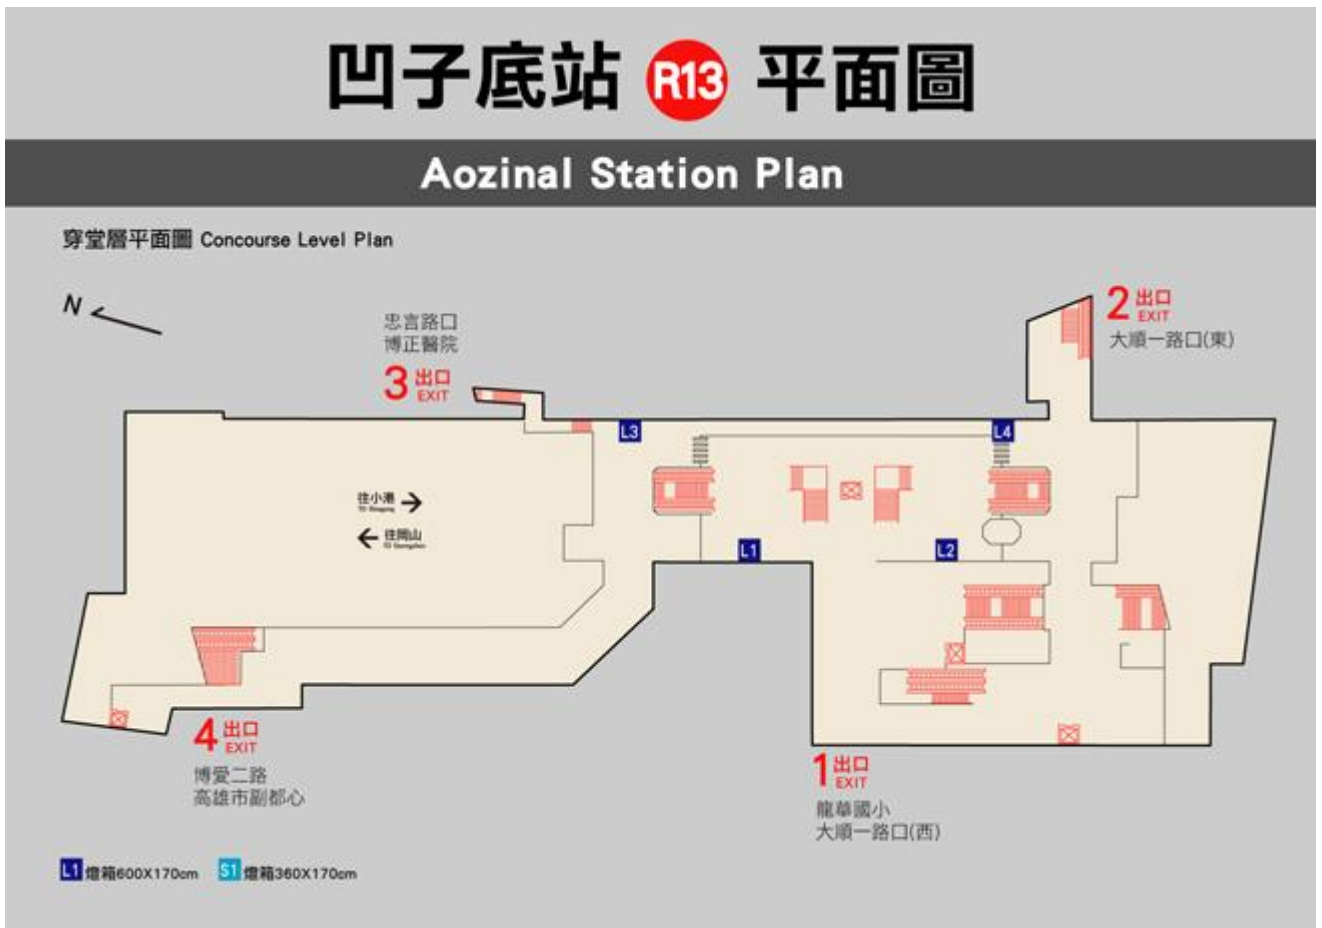 凹子底站 R13 平面圖
Aozinal Station Plan
穿堂層平面圖 Concourse Level Plan
N
忠言路口
博正醫院
3 出口
EXIT
2 出口
EXIT
大順一路口(東)
L3
L4
往小港
往岡山
L1
L2
4 出口
EXIT
博愛二路
高雄市副都心
1 出口
EXIT
龍華國小
大順一路口(西)
L1 燈箱600X170cm
S1 燈箱360X170cm